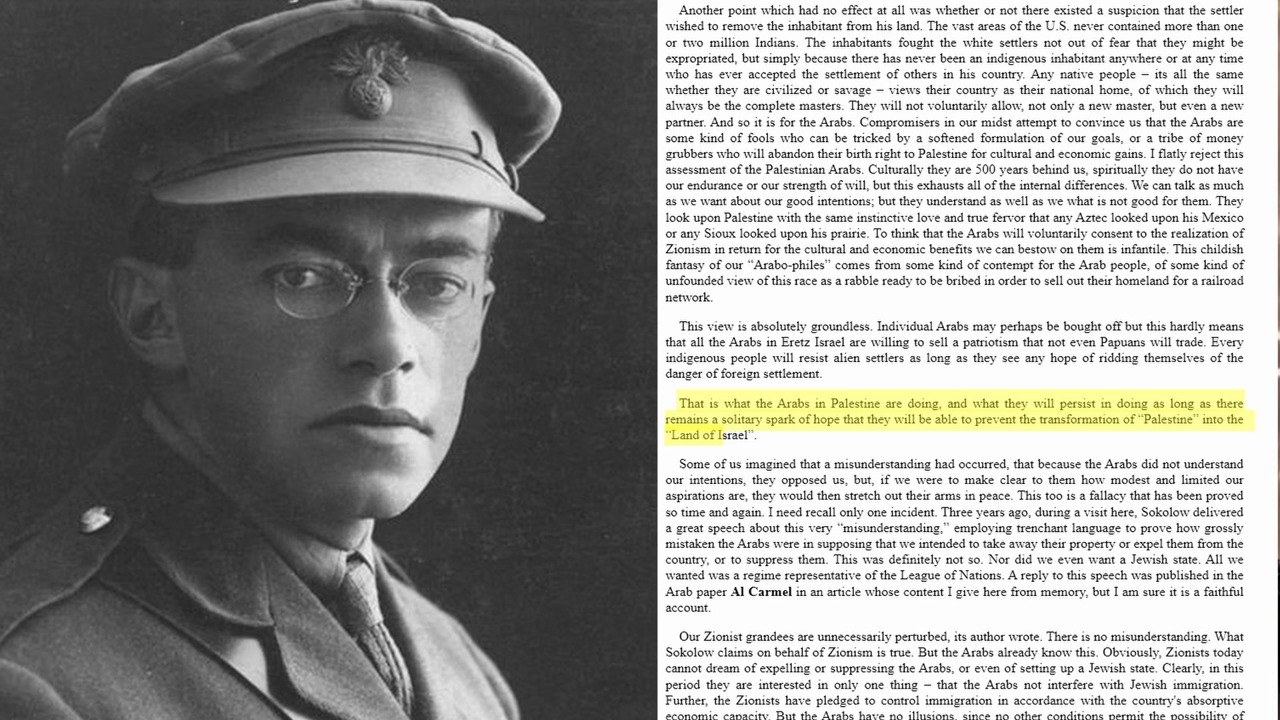 Another point which had no effect at all was whether or not there existed a suspicion that the settler
wished to remove the inhabitant from his land. The vast areas of the U.S. never contained more than one
or two million Indians. The inhabitants fought the white settlers not out of fear that they might be
expropriated, but simply because there has never been an indigenous inhabitant anywhere or at any time
who has ever accepted the settlement of others in his country. Any native people – its all the same
whether they are civilized or savage – views their country as their national home, of which they will
always be the complete masters. They will not voluntarily allow, not only a new master, but even a new
partner. And so it is for the Arabs. Compromisers in our midst attempt to convince us that the Arabs are
some kind of fools who can be tricked by a softened formulation of our goals, or a tribe of money
grubbers who will abandon their birth right to Palestine for cultural and economic gains. I flatly reject this
assessment of the Palestinian Arabs. Culturally they are 500 years behind us, spiritually they do not have
our endurance or our strength of will, but this exhausts all of the internal differences. We can talk as much
as we want about our good intentions; but they understand as well as we what is not good for them. They
look upon Palestine with the same instinctive love and true fervor that any Aztec looked upon his Mexico
or any Sioux looked upon his prairie. To think that the Arabs will voluntarily consent to the realization of
Zionism in return for the cultural and economic benefits we can bestow on them is infantile. This childish
fantasy of our “Arabo-philes” comes from some kind of contempt for the Arab people, of some kind of
unfounded view of this race as a rabble ready to be bribed in order to sell out their homeland for a railroad
network.
This view is absolutely groundless. Individual Arabs may perhaps be bought off but this hardly means
that all the Arabs in Eretz Israel are willing to sell a patriotism that not even Papuans will trade. Every
indigenous people will resist alien settlers as long as they see any hope of ridding themselves of the
danger of foreign settlement.
That is what the Arabs in Palestine are doing, and what they will persist in doing as long as there
remains a solitary spark of hope that they will be able to prevent the transformation of “Palestine” into the
“Land of Israel”.
Some of us imagined that a misunderstanding had occurred, that because the Arabs did not understand
our intentions, they opposed us, but, if we were to make clear to them how modest and limited our
aspirations are, they would then stretch out their arms in peace. This too is a fallacy that has been proved
so time and again. I need recall only one incident. Three years ago, during a visit here, Sokolow delivered
a great speech about this very “misunderstanding,” employing trenchant language to prove how grossly
mistaken the Arabs were in supposing that we intended to take away their property or expel them from the
country, or to suppress them. This was definitely not so. Nor did we even want a Jewish state. All we
wanted was a regime representative of the League of Nations. A reply to this speech was published in the
Arab paper Al Carmel in an article whose content I give here from memory, but I am sure it is a faithful
account.
Our Zionist grandees are unnecessarily perturbed, its author wrote. There is no misunderstanding. What
Sokolow claims on behalf of Zionism is true. But the Arabs already know this. Obviously, Zionists today
cannot dream of expelling or suppressing the Arabs, or even of setting up a Jewish state. Clearly, in this
period they are interested in only one thing – that the Arabs not interfere with Jewish immigration.
Further, the Zionists have pledged to control immigration in accordance with the country's absorptive
economic capacity. But the Arabs have no illusions, since no other conditions permit the possibility of